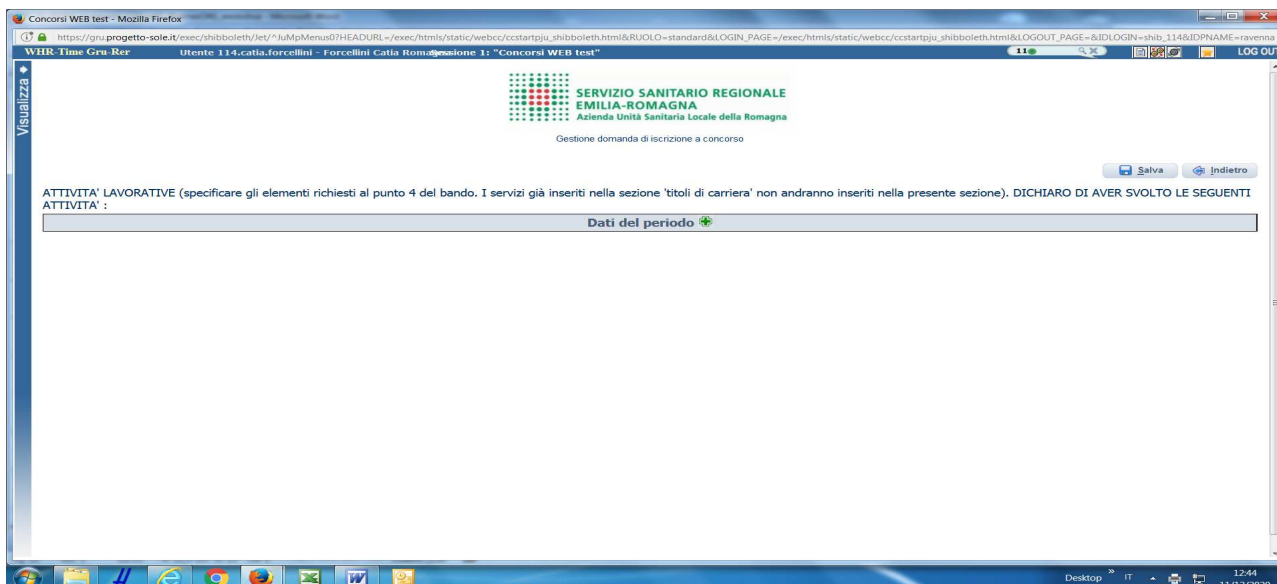 Concorsi WEB test - Mozilla Firefox
https://gru.progetto-sole.it/exec/shibboleth/Jet/^JuMpMenus0?HEADURL=/exec/htmls/static/webcc/ccstartpju_shibboleth.html&RUOLO=standard&LOGIN_PAGE=/exec/htmls/static/webcc/ccstartpju_shibboleth.html&LOGOUT_PAGE=&IDLOGIN=shib_114&IDPNAME=ravenna
WHR-Time Gru-Rer Utente 114.catia.forcellini - Forcellini Catia Sessione 1: "Concorsi WEB test" 11 LOG OUT
Visualizza
SERVIZIO SANITARIO REGIONALE
EMILIA-ROMAGNA
Azienda Unità Sanitaria Locale della Romagna
Gestione domanda di iscrizione a concorso
Salva Indietro
ATTIVITA' LAVORATIVE (specificare gli elementi richiesti al punto 4 del bando. I servizi già inseriti nella sezione 'titoli di carriera' non andranno inseriti nella presente sezione). DICHIARO DI AVER SVOLTO LE SEGUENTI
ATTIVITA' :
Dati del periodo
Desktop » IT 12:44